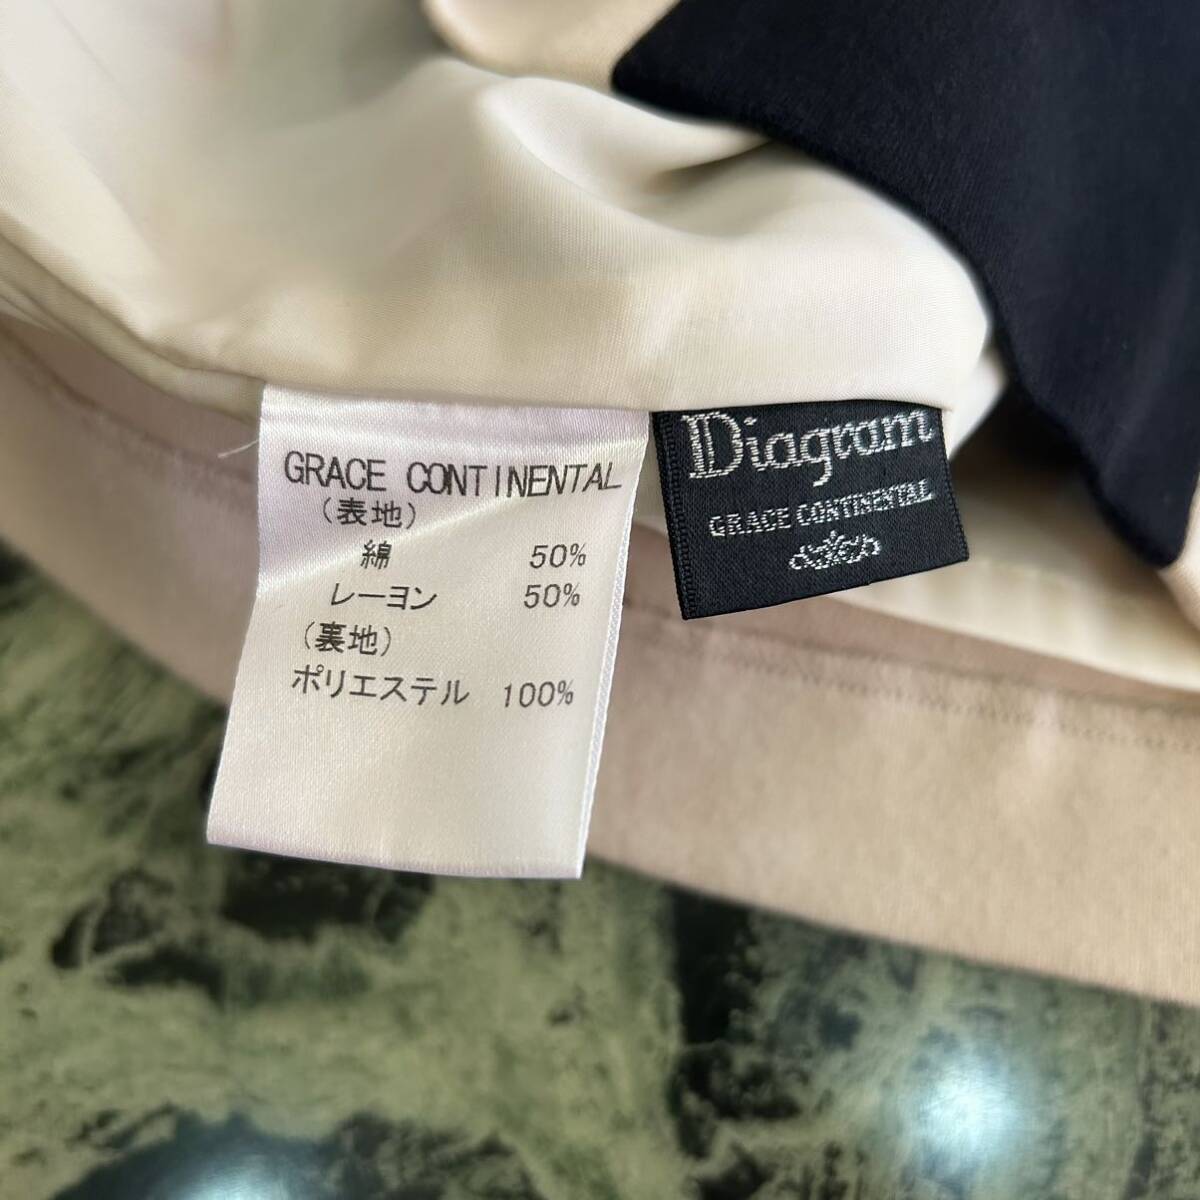 GRACE CONTINENTAL
(表地)
綿 50%
レーヨン 50%
(裏地)
ポリエステル 100%
Diagram
GRACE CONTINENTAL